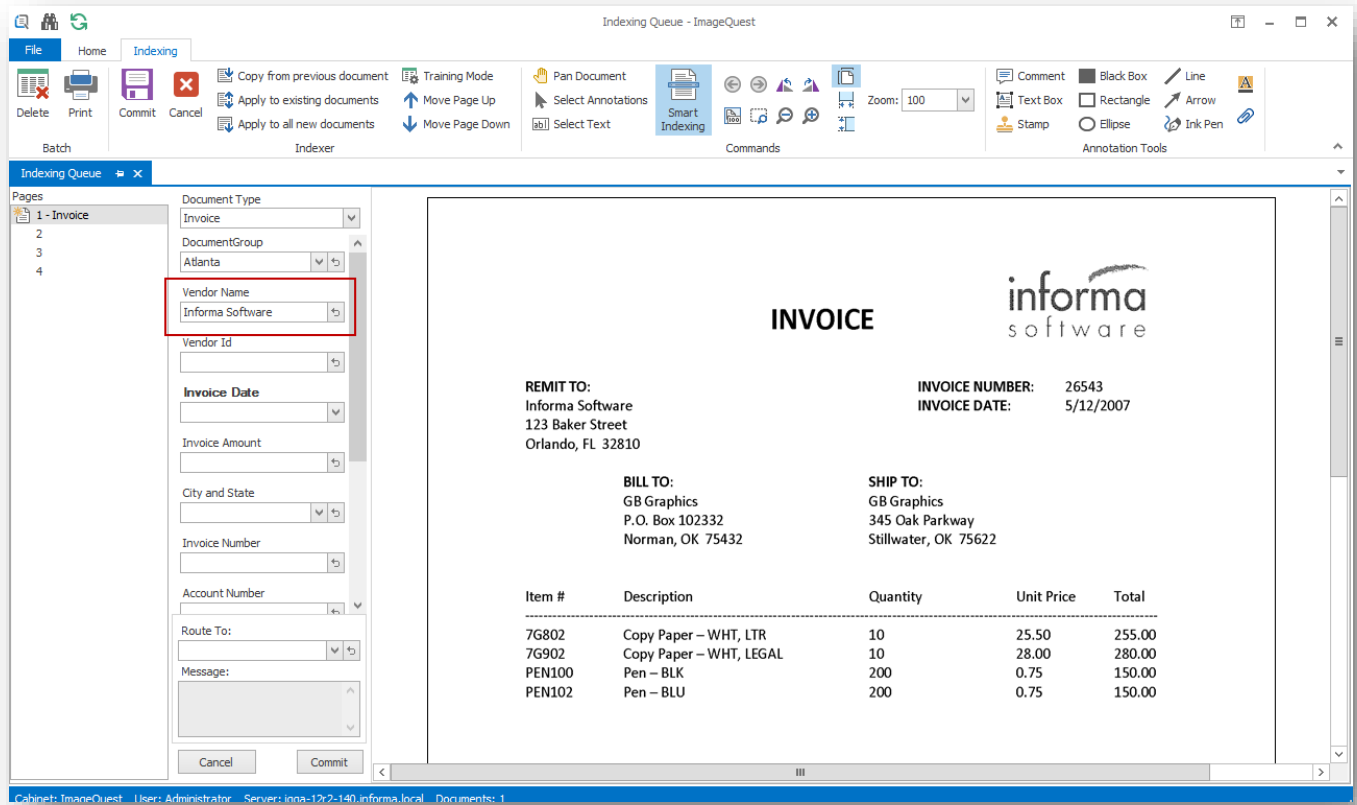 Indexing Queue - ImageQuest
File Home Indexing
Delete Print Commit Cancel
Copy from previous document
Apply to existing documents
Apply to all new documents
Training Mode
Move Page Up
Move Page Down
Pan Document
Select Annotations
Select Text
Smart
Indexing
Zoom: 100
Comment Black Box Line
Text Box Rectangle Arrow
Stamp Ellipse Ink Pen
Batch Indexer Commands Annotation Tools
Indexing Queue
Pages
1 - Invoice
2
3
4
Document Type
Invoice
DocumentGroup
Atlanta
Vendor Name
Informa Software
Vendor Id
Invoice Date
Invoice Amount
City and State
Invoice Number
Account Number
Route To:
Message:
Cancel Commit
informa
software
INVOICE
REMIT TO:
Informa Software
123 Baker Street
Orlando, FL 32810
INVOICE NUMBER: 26543
INVOICE DATE: 5/12/2007
BILL TO:
GB Graphics
P.O. Box 102332
Norman, OK 75432
SHIP TO:
GB Graphics
345 Oak Parkway
Stillwater, OK 75622
Item # Description Quantity Unit Price Total
7G802 Copy Paper – WHT, LTR 10 25.50 255.00
7G902 Copy Paper – WHT, LEGAL 10 28.00 280.00
PEN100 Pen – BLK 200 0.75 150.00
PEN102 Pen – BLU 200 0.75 150.00
Cabinet: ImageQuest User: Administrator Server: iqqa-12r2-140.informa.local Documents: 1